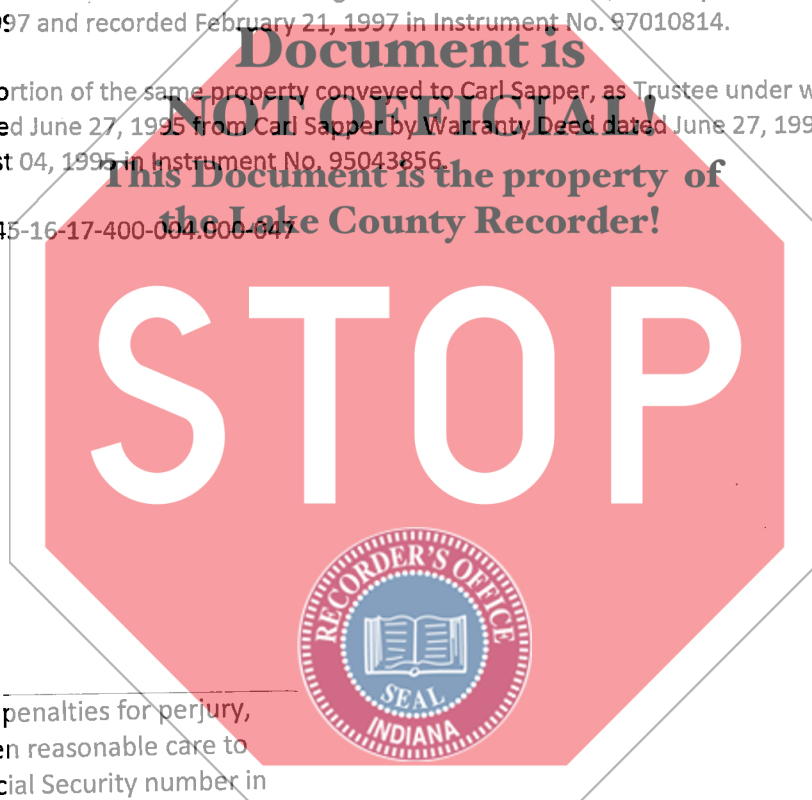 97 and recorded February 21, 1997 in Instrument No. 97010814.
Document is
ortion of the same property conveyed to Carl Sapper, as Trustee under w
NOT OFFICIAL!
ed June 27, 1995 from Carl Sapper by Warranty Deed dated June 27, 199
st 04, 1995 in Instrument No. 95043856.
This Document is the property of
the Lake County Recorder!
45-16-17-400-004.000-047
STOP
RECORDER'S OFFICE
SEAL
INDIANA
penalties for perjury,
en reasonable care to
cial Security number in